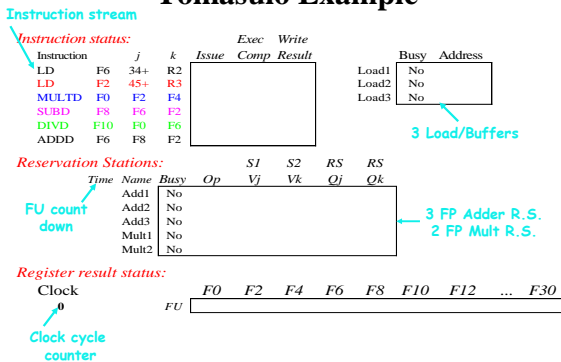 Tomasulo Example
Instruction stream
Instruction status: Exec Write
Instruction j k Issue Comp Result Busy Address
LD F6 34+ R2 Load1 No
LD F2 45+ R3 Load2 No
MULTD F0 F2 F4 Load3 No
SUBD F8 F6 F2
DIVD F10 F0 F6
ADDD F6 F8 F2
3 Load/Buffers
Reservation Stations: S1 S2 RS RS
Time Name Busy Op Vj Vk Qj Qk
Add1 No
Add2 No
Add3 No
Mult1 No
Mult2 No
FU count
down
3 FP Adder R.S.
2 FP Mult R.S.
Register result status:
Clock F0 F2 F4 F6 F8 F10 F12 ... F30
0 FU
Clock cycle
counter